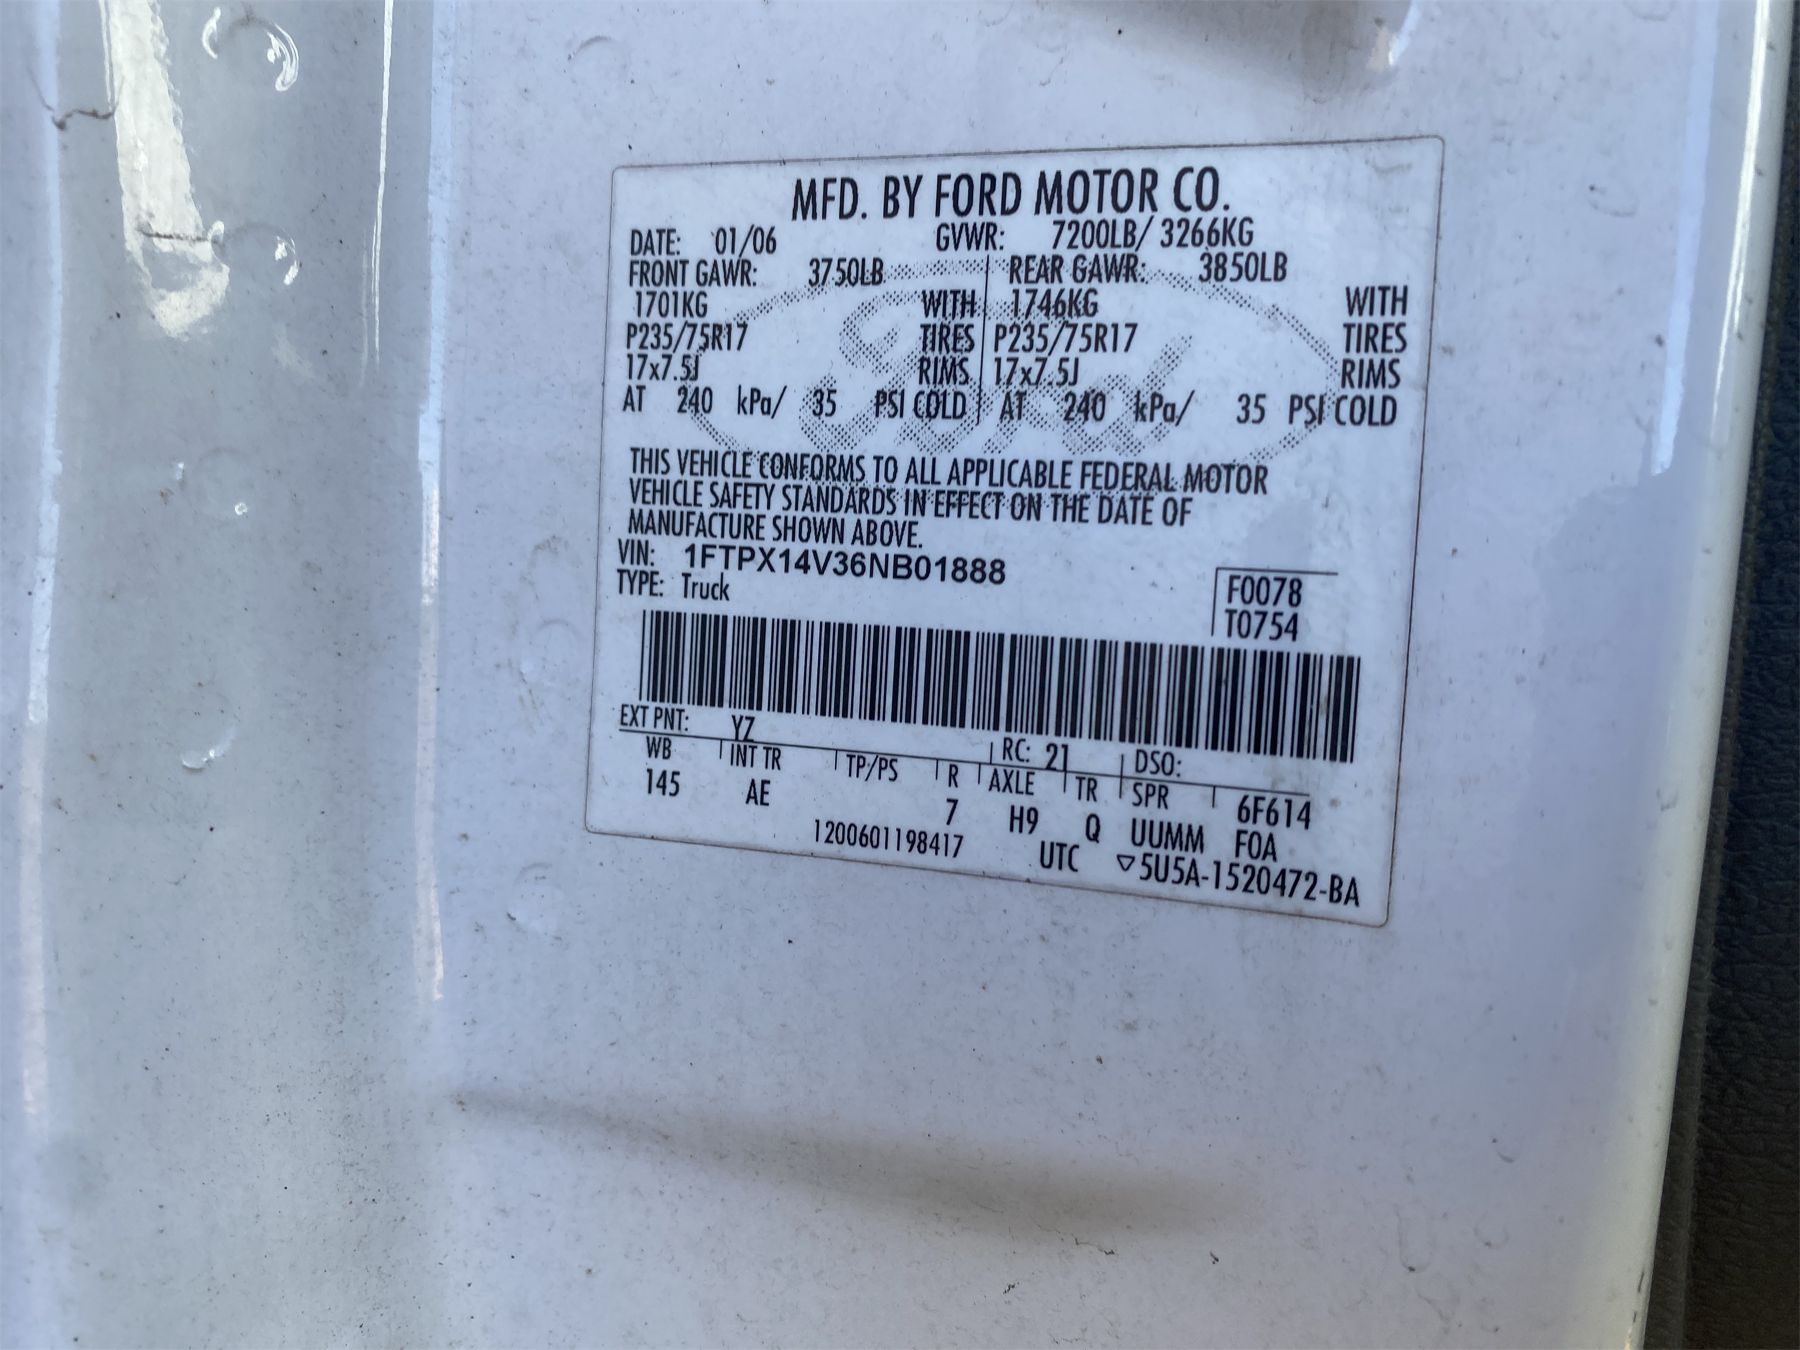 MFD. BY FORD MOTOR CO.
DATE: 01/06 GVWR: 7200LB/ 3266KG
FRONT GAWR: 3750LB REAR GAWR: 3850LB
1701KG WITH 1746KG WITH
P235/75R17 TIRES P235/75R17 TIRES
17x7.5J RIMS 17x7.5J RIMS
AT 240 kPa/ 35 PSI COLD AT 240 kPa/ 35 PSI COLD
Ford
THIS VEHICLE CONFORMS TO ALL APPLICABLE FEDERAL MOTOR
VEHICLE SAFETY STANDARDS IN EFFECT ON THE DATE OF
MANUFACTURE SHOWN ABOVE.
VIN: 1FTPX14V36NB01888
TYPE: Truck
F0078
T0754
EXT PNT: YZ RC: 21 DSO:
WB INT TR TP/PS R AXLE TR SPR 6F614
145 AE 7 H9 Q UUMM FOA
1200601198417 UTC ▽5U5A-1520472-BA